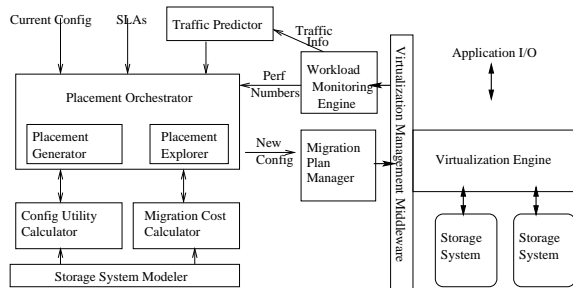 Current Config
SLAs
Traffic Predictor
Traffic
Info
Workload
Monitoring
Engine
Perf
Numbers
Placement Orchestrator
Placement
Generator
Placement
Explorer
New
Config
Migration
Plan
Manager
Virtualization Management Middleware
Application I/O
Virtualization Engine
Storage
System
Storage
System
Config Utility
Calculator
Migration Cost
Calculator
Storage System Modeler